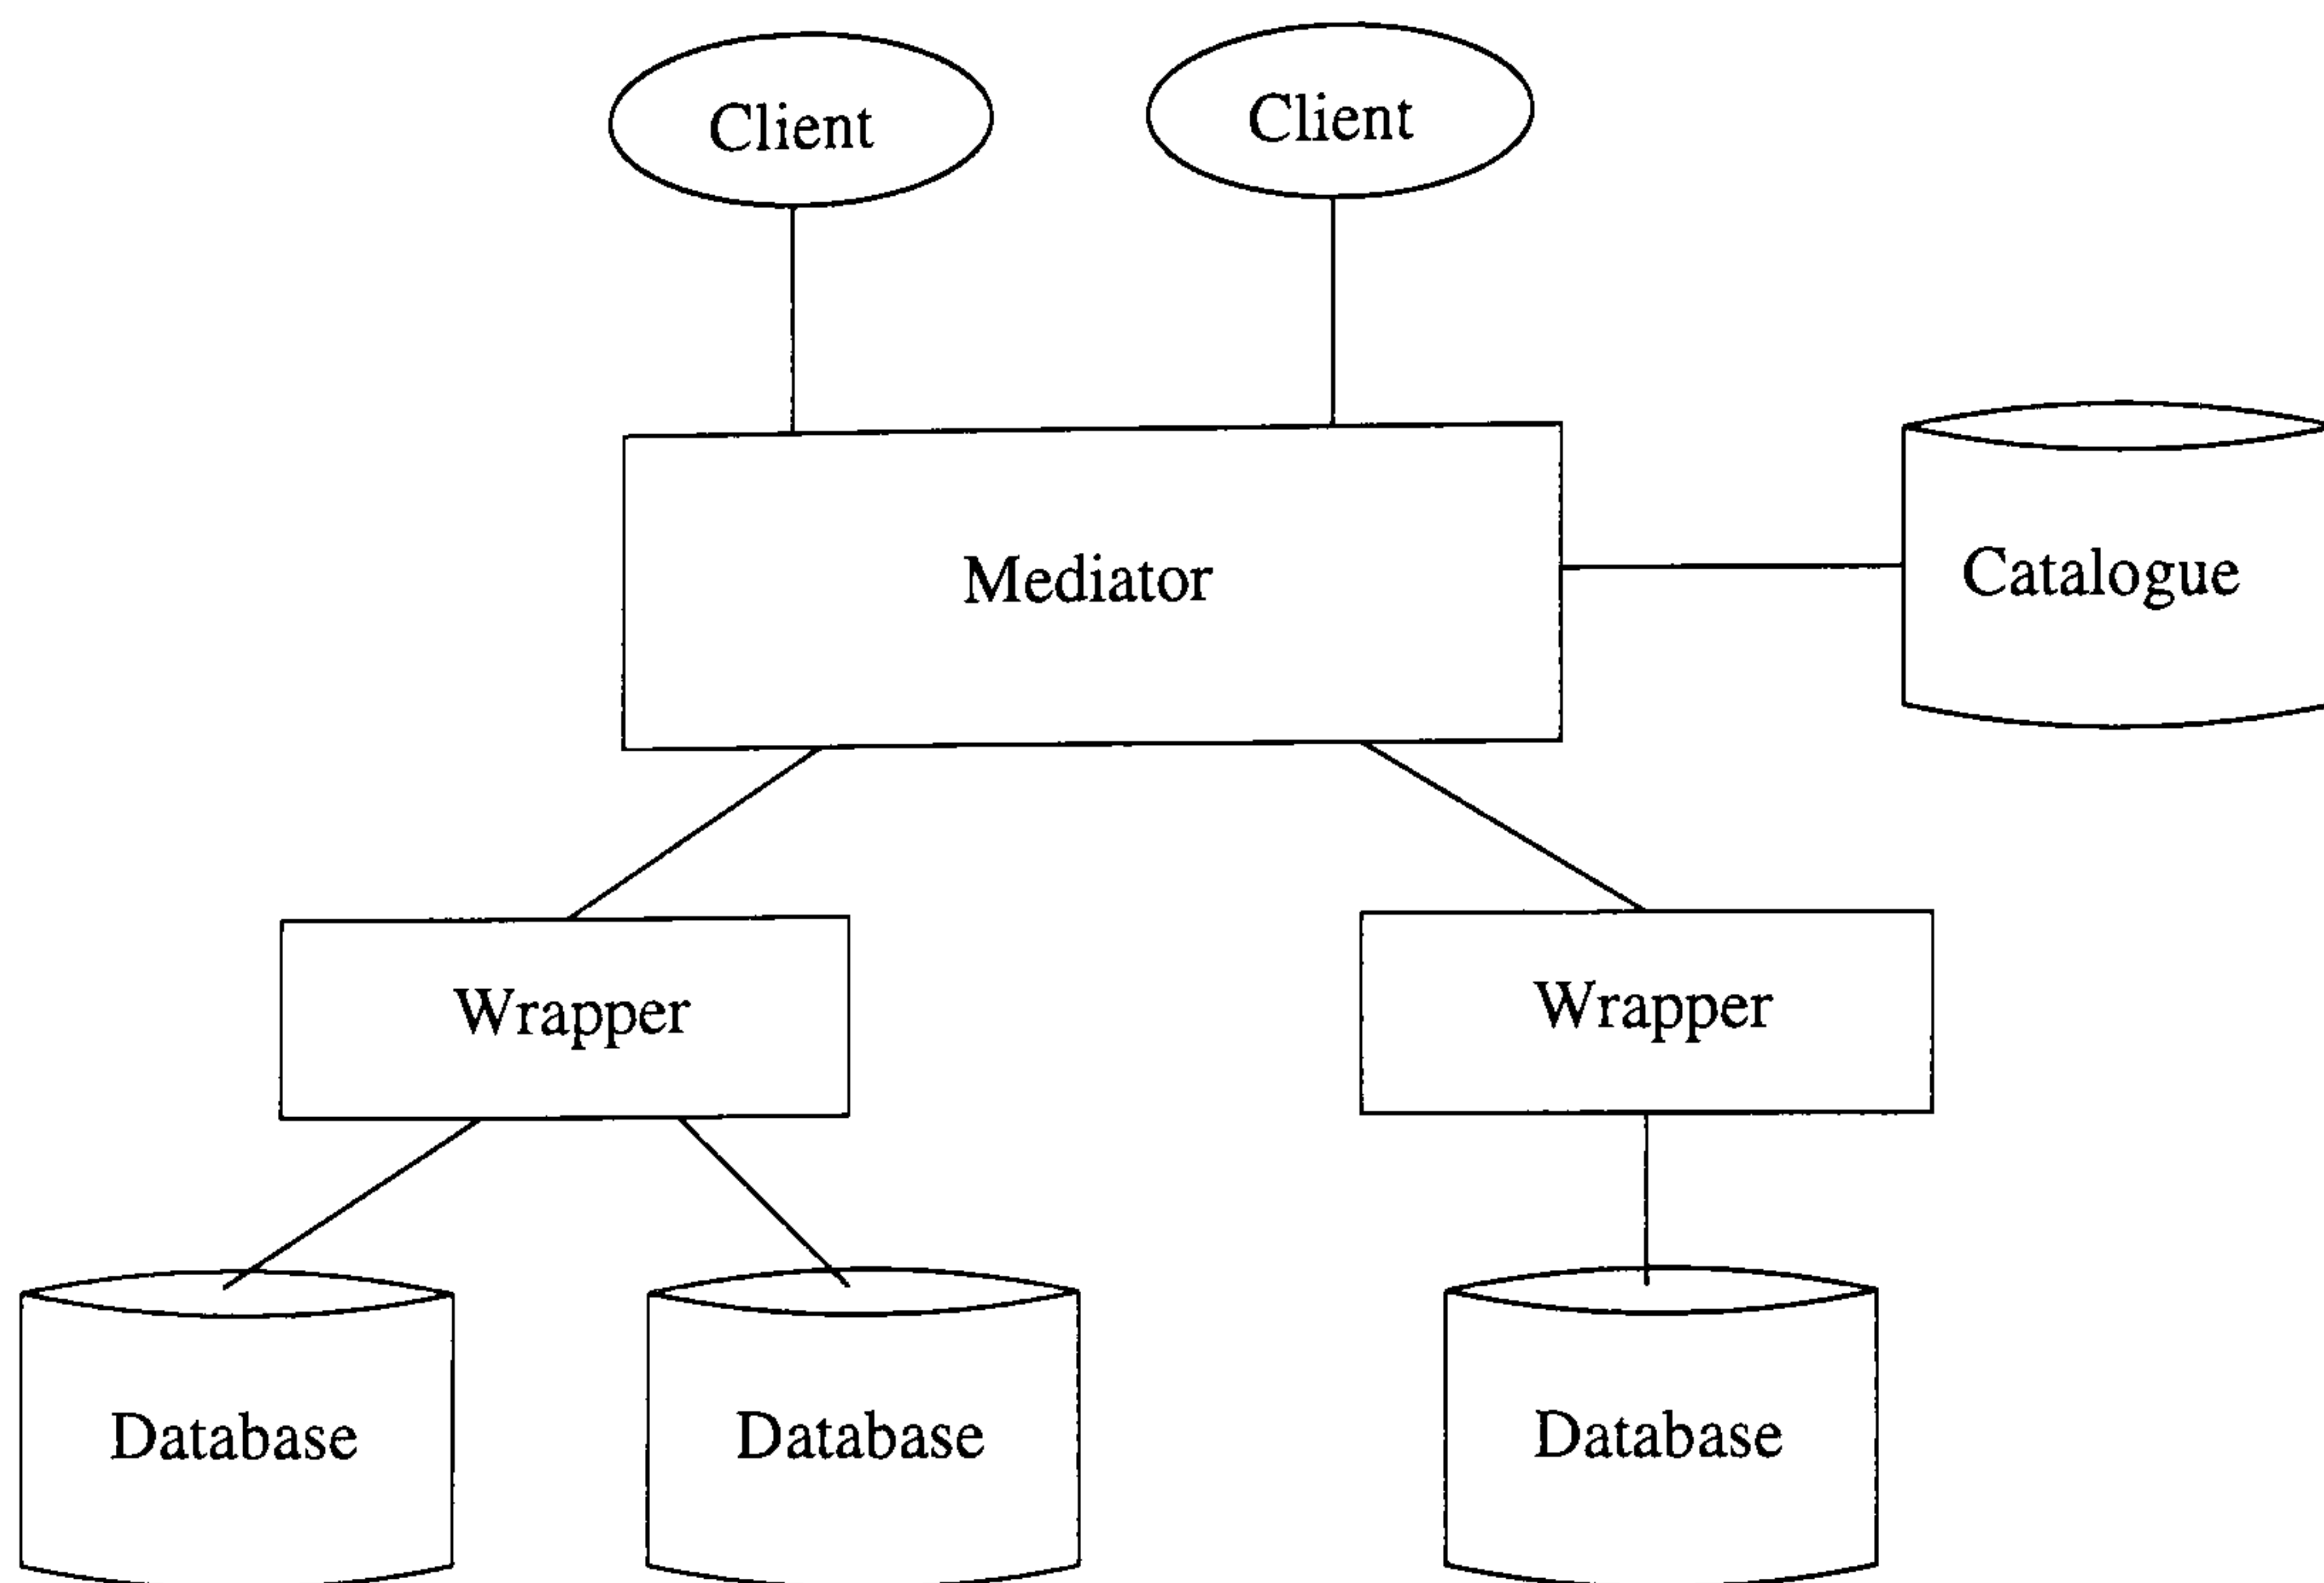 Client
Client
Mediator
Catalogue
Wrapper
Wrapper
Database
Database
Database